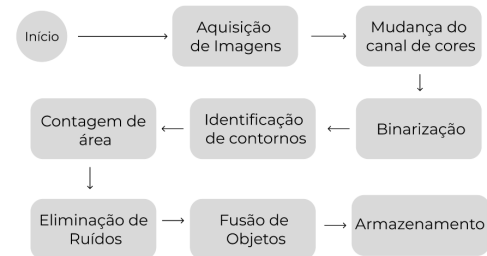 Início
Aquisição
de Imagens
Mudança do
canal de cores
Binarização
Identificação
de contornos
Contagem de
área
Eliminação de
Ruídos
Fusão de
Objetos
Armazenamento